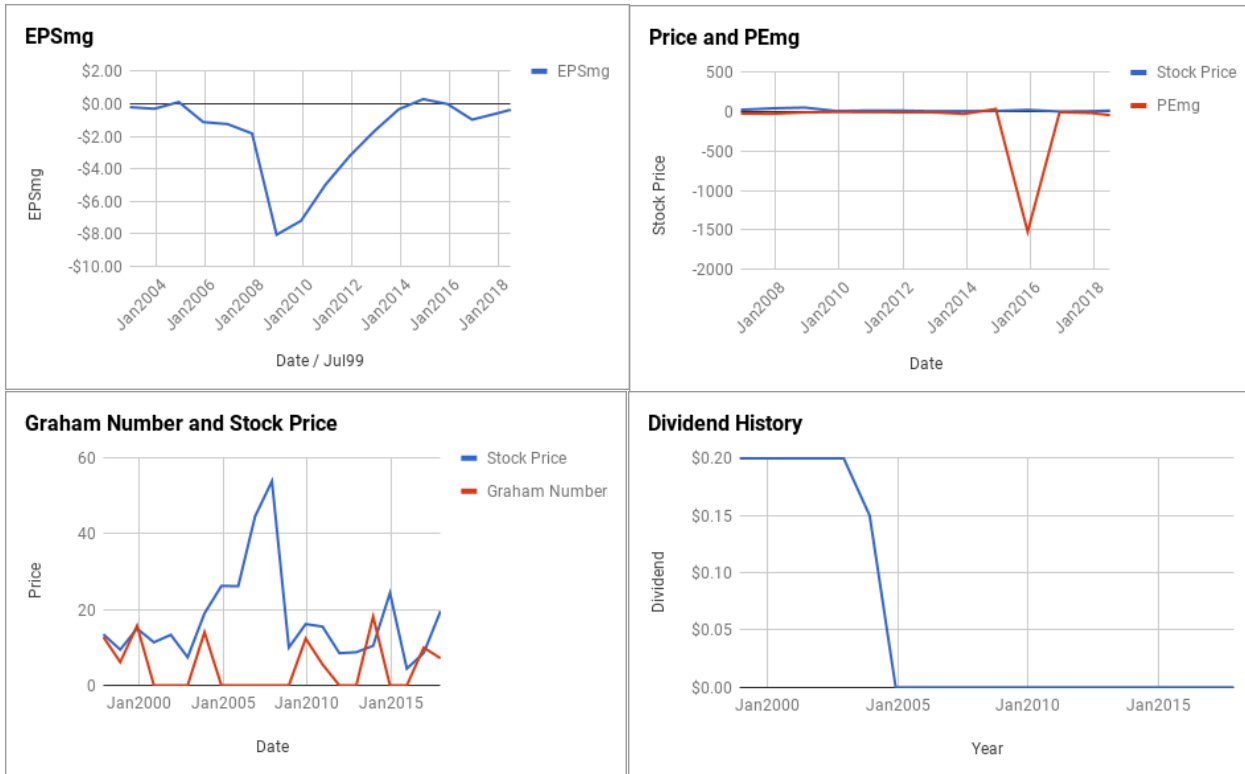 EPSmg
$2.00
$0.00
-$2.00
-$4.00
-$6.00
-$8.00
-$10.00
EPSmg
EPSmg
Jan2004 Jan2006 Jan2008 Jan2010 Jan2012 Jan2014 Jan2016 Jan2018
Date / Jul99
Price and PEmg
500
0
-500
-1000
-1500
-2000
Stock Price
Stock Price
PEmg
Jan2008 Jan2010 Jan2012 Jan2014 Jan2016 Jan2018
Date
Graham Number and Stock Price
60
40
20
0
Price
Stock Price
Graham Number
Jan2000 Jan2005 Jan2010 Jan2015
Date
Dividend History
$0.20
$0.15
$0.10
$0.05
$0.00
Dividend
Jan2000 Jan2005 Jan2010 Jan2015
Year